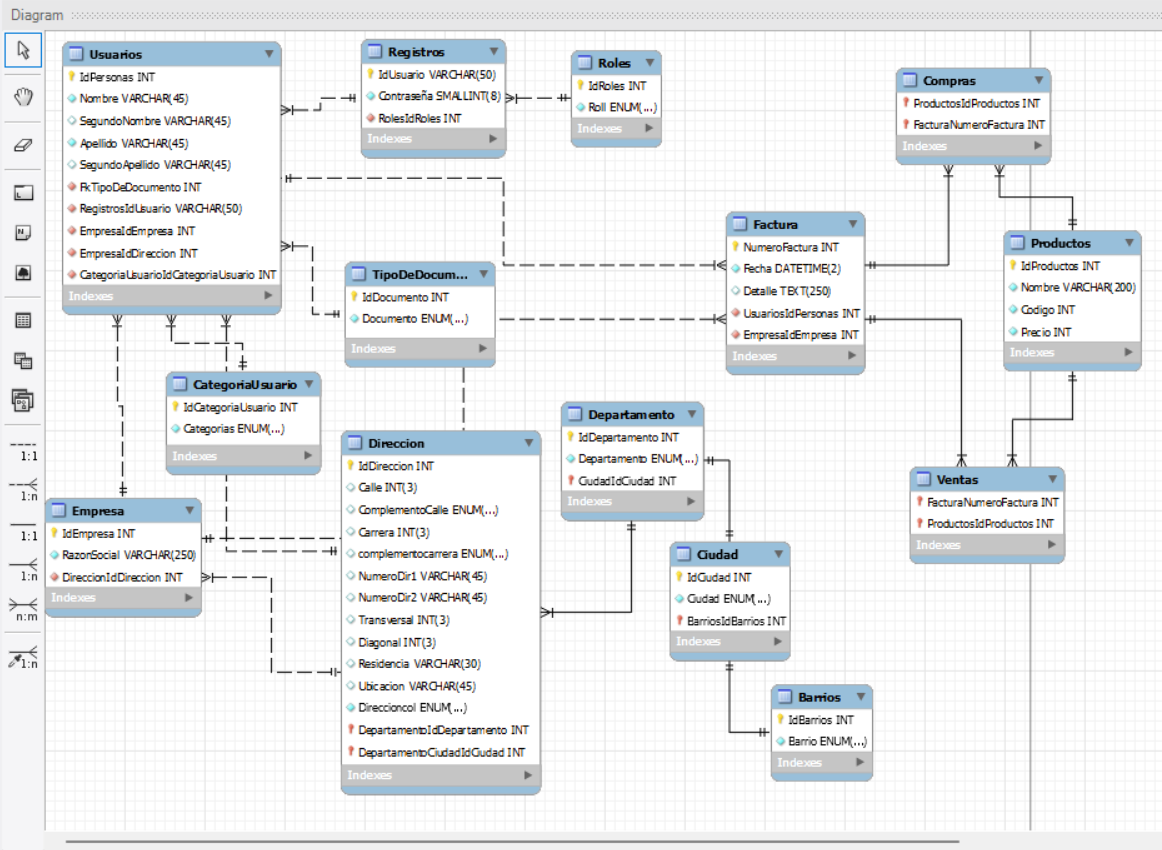 Diagram
Usuarios
IdPersonas INT
Nombre VARCHAR(45)
SegundoNombre VARCHAR(45)
Apellido VARCHAR(45)
SegundoApellido VARCHAR(45)
FkTipoDeDocumento INT
RegistrosIdUsuario VARCHAR(50)
EmpresaIdEmpresa INT
EmpresaIdDireccion INT
CategoriaUsuarioIdCategoriaUsuario INT
Indexes
Registros
IdUsuario VARCHAR(50)
Contraseña SMALLINT(8)
RolesIdRoles INT
Indexes
Roles
IdRoles INT
Roll ENUM(...)
Indexes
Compras
ProductosIdProductos INT
FacturaNumeroFactura INT
Indexes
Factura
NumeroFactura INT
Fecha DATETIME(2)
Detalle TEXT(250)
UsuariosIdPersonas INT
EmpresaIdEmpresa INT
Indexes
Productos
IdProductos INT
Nombre VARCHAR(200)
Codigo INT
Precio INT
Indexes
TipoDeDocum...
IdDocumento INT
Documento ENUM(...)
Indexes
CategoriaUsuario
IdCategoriaUsuario INT
Categorias ENUM(...)
Indexes
Departamento
IdDepartamento INT
Departamento ENUM(...)
CiudadIdCiudad INT
Indexes
Direccion
IdDireccion INT
Calle INT(3)
ComplementoCalle ENUM(...)
Carrera INT(3)
complementocarrera ENUM(...)
NumeroDir1 VARCHAR(45)
NumeroDir2 VARCHAR(45)
Transversal INT(3)
Diagonal INT(3)
Residencia VARCHAR(30)
Ubicacion VARCHAR(45)
Direccioncol ENUM(...)
DepartamentoIdDepartamento INT
DepartamentoCiudadIdCiudad INT
Indexes
Ventas
FacturaNumeroFactura INT
ProductosIdProductos INT
Indexes
Empresa
IdEmpresa INT
RazonSocial VARCHAR(250)
DireccionIdDireccion INT
Indexes
Ciudad
IdCiudad INT
Ciudad ENUM(...)
BarriosIdBarrios INT
Indexes
Barrios
IdBarrios INT
Barrio ENUM(...)
Indexes
1:1
1:n
1:1
1:n
n:m
1:n